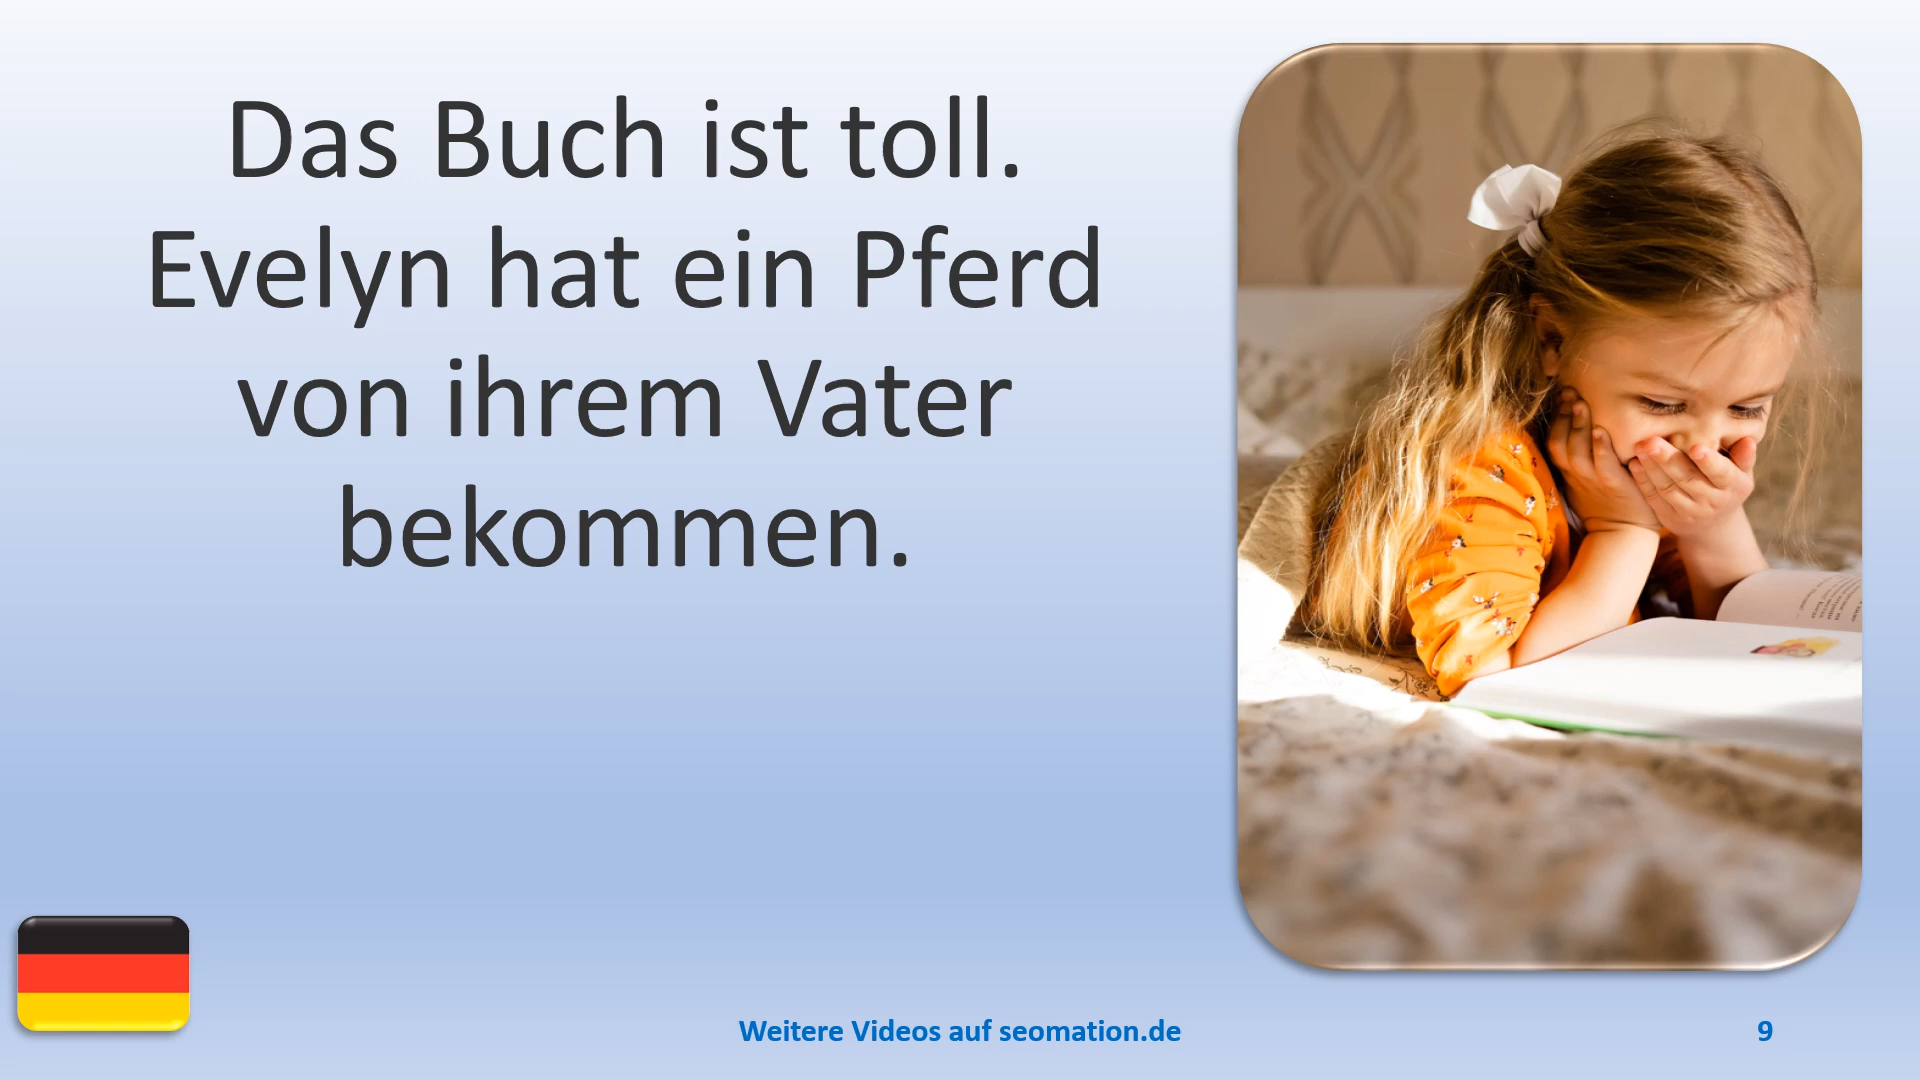 Das Buch ist toll.
Evelyn hat ein Pferd
von ihrem Vater
bekommen.
Weitere Videos auf seomation.de
9